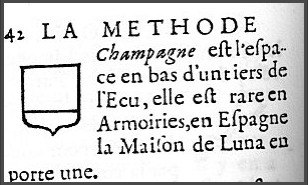 42 LA METHODE
Champagne eſt l'eſpa-
ce en bas d'un tiers de
l'Ecu, elle eſt rare en
Armoiries, en Eſpagne
la Maiſon de Luna en
porte une.